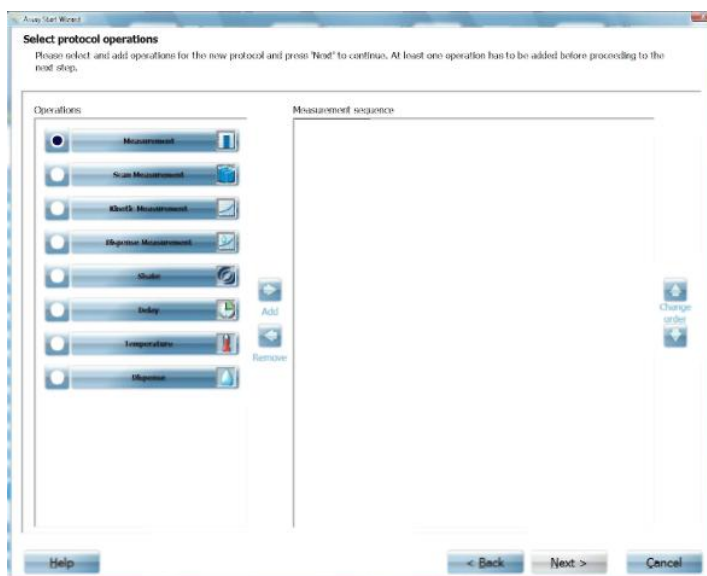 Assay Start Wizard
Select protocol operations
Please select and add operations for the new protocol and press 'Next' to continue. At least one operation has to be added before proceeding to the
next step.
Operations
Measurement sequence
Measurement
Scan Measurement
Kinetic Measurement
Dispense Measurement
Shake
Delay
Temperature
Dispense
Add
Remove
Change
order
Help
< Back
Next >
Cancel